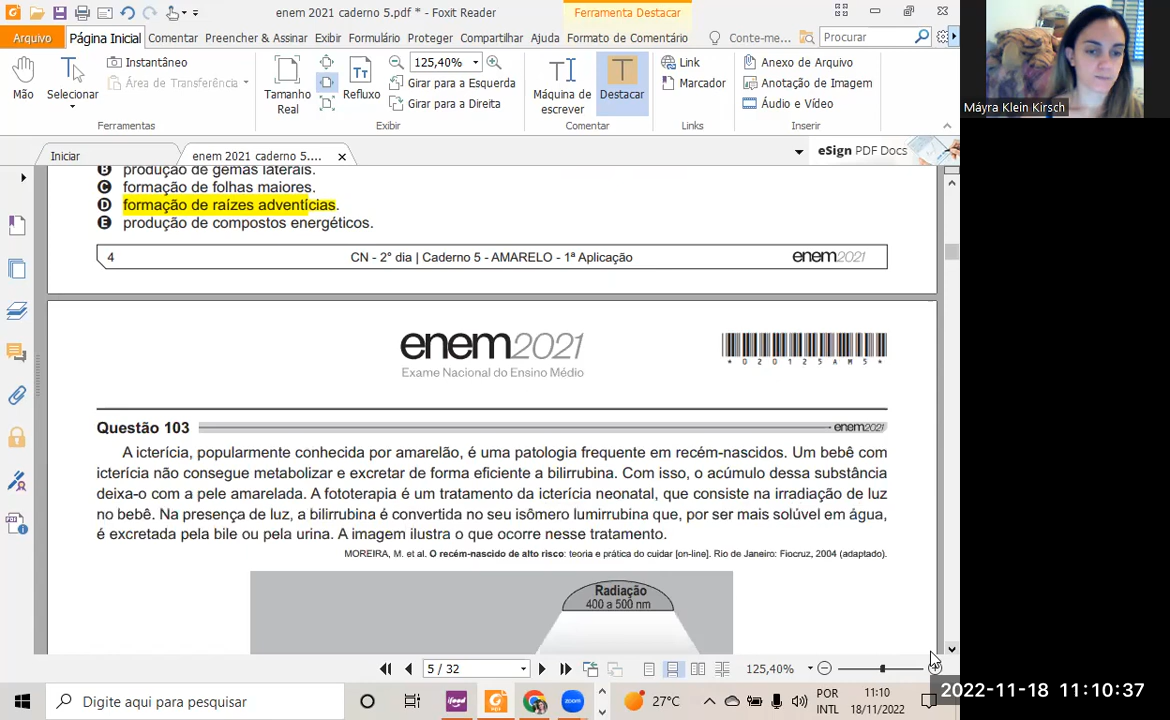 enem 2021 caderno 5.pdf * - Foxit Reader
Ferramenta Destacar
Arquivo
Página Inicial
Comentar
Preencher & Assinar
Exibir
Formulário
Proteger
Compartilhar
Ajuda
Formato de Comentário
Conte-me...
Procurar
Mão
Selecionar
Instantâneo
Área de Transferência
Ferramentas
Tamanho Real
Refluxo
125,40%
Girar para a Esquerda
Girar para a Direita
Exibir
Máquina de escrever
Destacar
Comentar
Link
Marcador
Links
Anexo de Arquivo
Anotação de Imagem
Áudio e Vídeo
Inserir
Máyra Klein Kirsch
Iniciar
enem 2021 caderno 5....
eSign PDF Docs
B produção de gemas laterais.
C formação de folhas maiores.
D formação de raízes adventícias.
E produção de compostos energéticos.
4 CN - 2° dia | Caderno 5 - AMARELO - 1ª Aplicação enem2021
enem2021
Exame Nacional do Ensino Médio
*020125AM5*
Questão 103 enem2021
A icterícia, popularmente conhecida por amarelão, é uma patologia frequente em recém-nascidos. Um bebê com
icterícia não consegue metabolizar e excretar de forma eficiente a bilirrubina. Com isso, o acúmulo dessa substância
deixa-o com a pele amarelada. A fototerapia é um tratamento da icterícia neonatal, que consiste na irradiação de luz
no bebê. Na presença de luz, a bilirrubina é convertida no seu isômero lumirrubina que, por ser mais solúvel em água,
é excretada pela bile ou pela urina. A imagem ilustra o que ocorre nesse tratamento.
MOREIRA, M. et al. O recém-nascido de alto risco: teoria e prática do cuidar [on-line]. Rio de Janeiro: Fiocruz, 2004 (adaptado).
Radiação
400 a 500 nm
5 / 32
125,40%
Digite aqui para pesquisar
ifood
zoom
27°C
POR
INTL
11:10
18/11/2022
2022-11-18 11:10:37